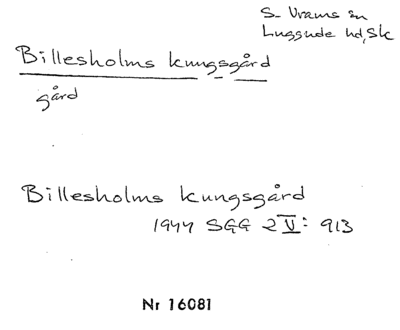 S. Vrams sn
Luggude hd, Sk
Billesholms kungsgård
gård
Billesholms kungsgård
1944 SGG 2 V: 913
Nr 16081